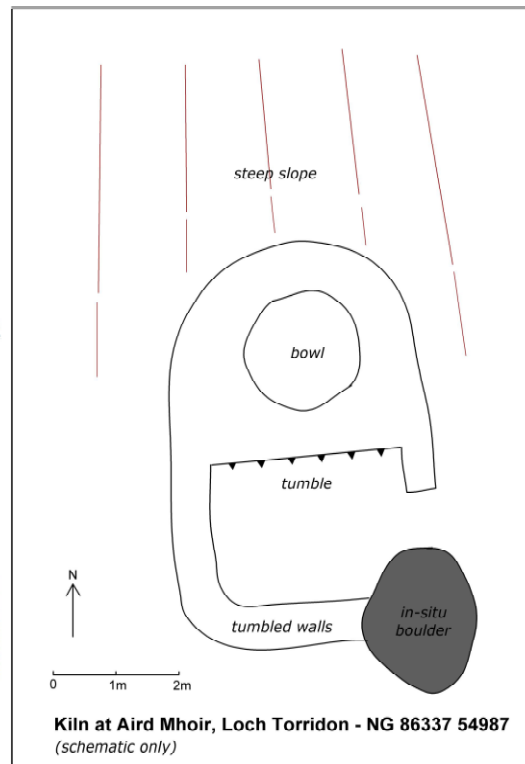 steep slope
bowl
tumble
in-situ
boulder
tumbled walls
N
0 1m 2m
Kiln at Aird Mhoir, Loch Torridon - NG 86337 54987
(schematic only)